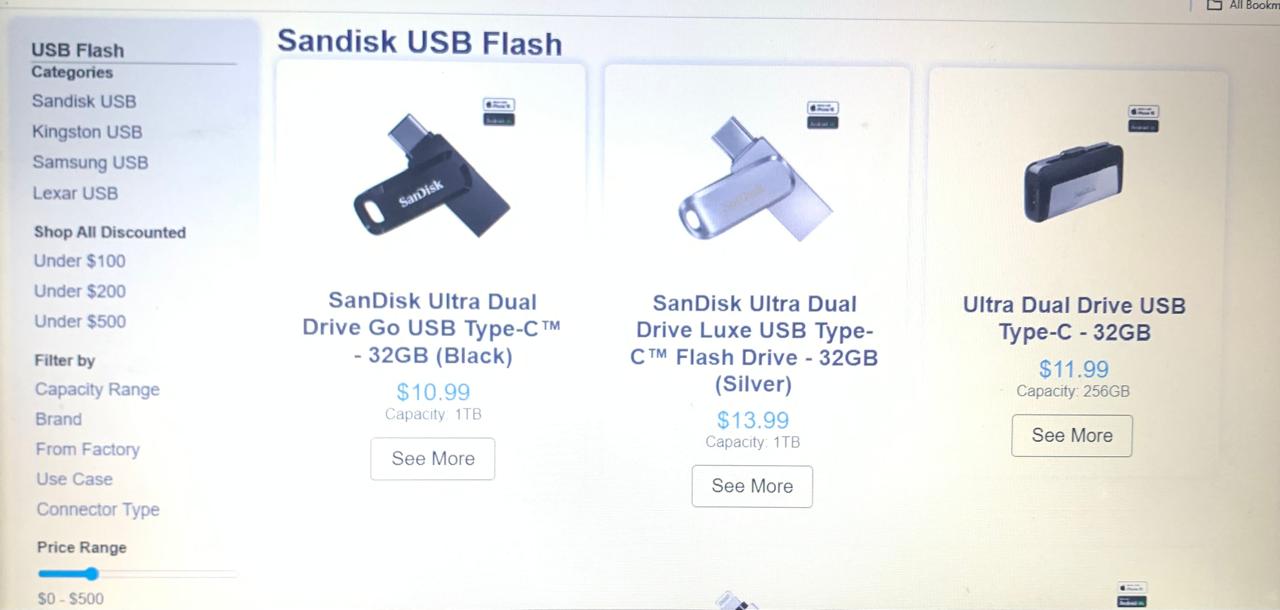 All Bookm
USB Flash
Categories
Sandisk USB
Kingston USB
Samsung USB
Lexar USB
Shop All Discounted
Under $100
Under $200
Under $500
Filter by
Capacity Range
Brand
From Factory
Use Case
Connector Type
Price Range
$0 - $500
Sandisk USB Flash
SanDisk
SanDisk Ultra Dual
Drive Go USB Type-C™
- 32GB (Black)
$10.99
Capacity: 1TB
See More
SanDisk
SanDisk Ultra Dual
Drive Luxe USB Type-
C™ Flash Drive - 32GB
(Silver)
$13.99
Capacity: 1TB
See More
Ultra Dual Drive USB
Type-C - 32GB
$11.99
Capacity: 256GB
See More